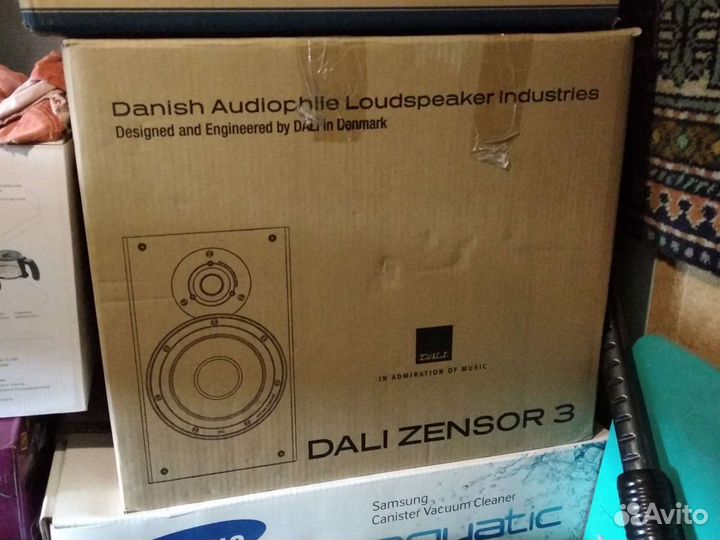 Danish Audiophile Loudspeaker Industries
Designed and Engineered by DALI in Denmark
DALI
IN ADMIRATION OF MUSIC
DALI ZENSOR 3
Samsung
Canister Vacuum Cleaner
Avito